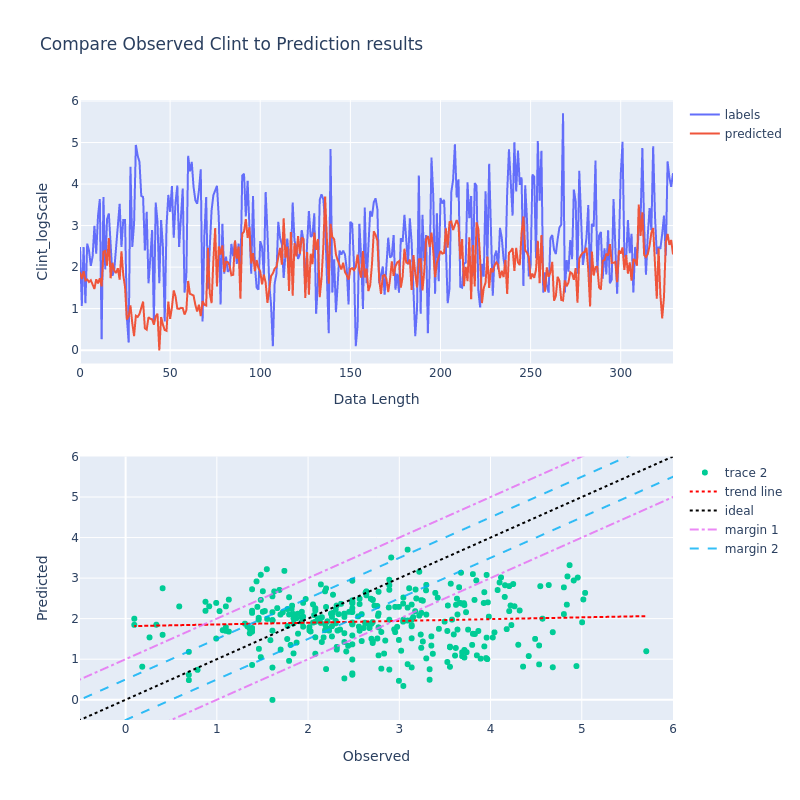 Compare Observed Clint to Prediction results
6
5
4
3
2
1
0
Clint_logScale
0 50 100 150 200 250 300
Data Length
labels
predicted
6
5
4
3
2
1
0
Predicted
0 1 2 3 4 5 6
Observed
trace 2
trend line
ideal
margin 1
margin 2